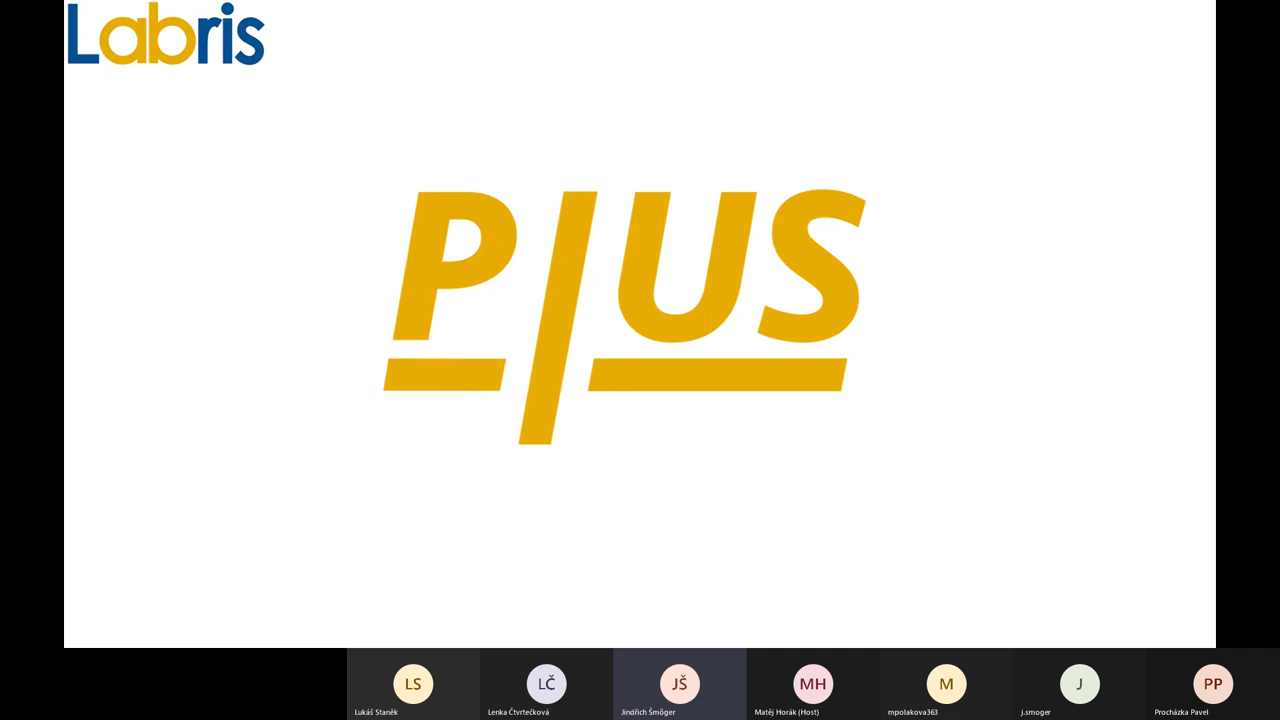 Labris
PlUS
LS
LČ
JŠ
MH
M
J
PP
Lukáš Staněk
Lenka Čtvrtečková
Jindřich Šmöger
Matěj Horák (Host)
mpolakova363
j.smoger
Procházka Pavel